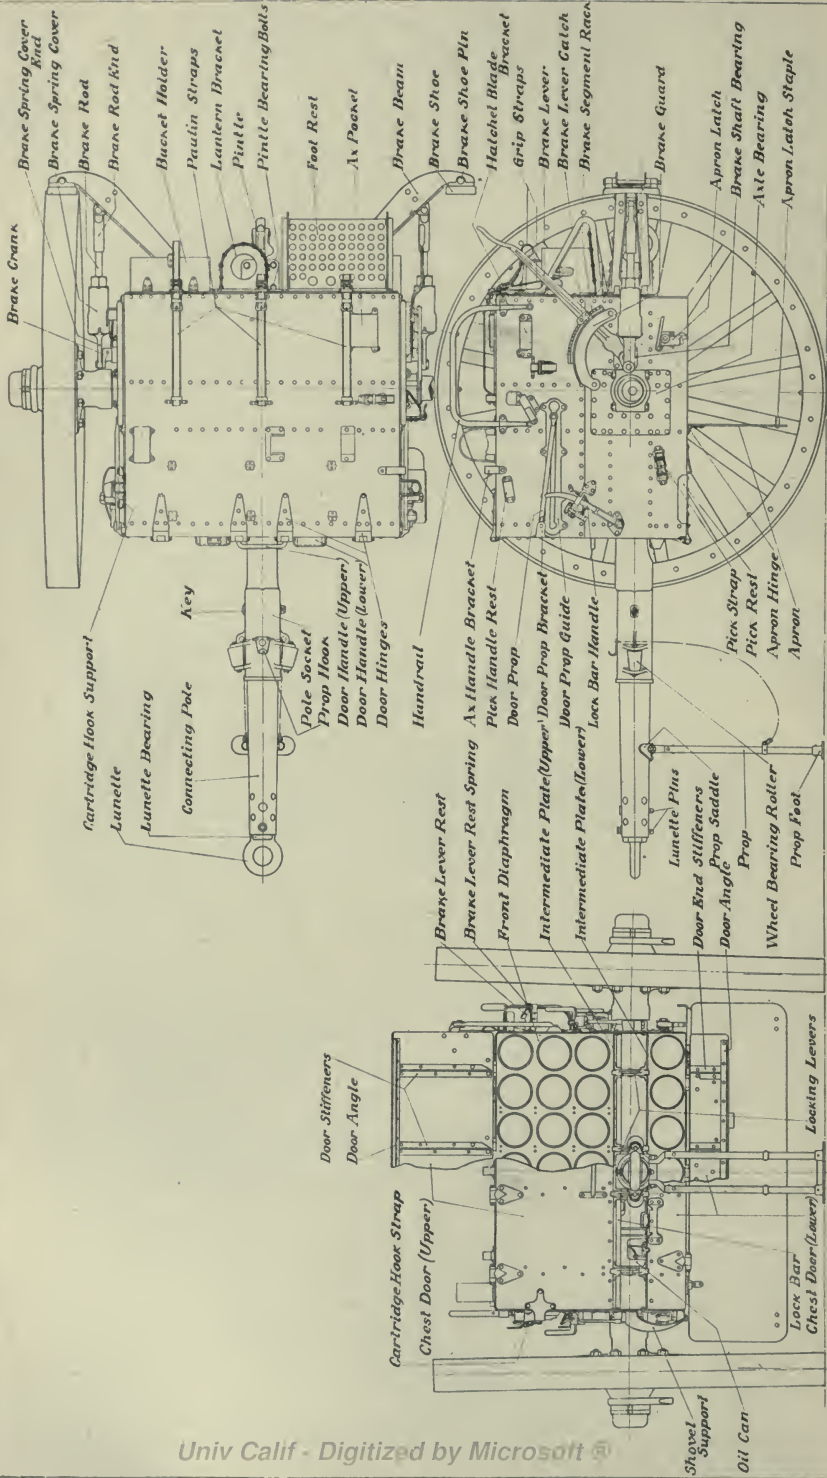 Brake Crank
Brake Spring Cover
End
Brake Spring Cover
Brake Rod
Brake Rod End
Bucket Holder
Paulin Straps
Lantern Bracket
Pintle
Pintle Bearing Bolts
Foot Rest
Ax Pocket
Brake Beam
Brake Shoe
Brake Shoe Pin
Hatchet Blade
Bracket
Grip Straps
Brake Lever
Brake Lever Catch
Brake Segment Rack
Brake Guard
Apron Latch
Brake Shaft Bearing
Axle Bearing
Apron Latch Staple
Cartridge Hook Support
Lunette
Lunette Bearing
Connecting Pole
Key
Pole Socket
Prop Hook
Door Handle (Upper)
Door Handle (Lower)
Door Hinges
Handrail
Ax Handle Bracket
Pick Handle Rest
Door Prop
Door Prop Bracket
Door Prop Guide
Lock Bar Handle
Pick Strap
Pick Rest
Apron Hinge
Apron
Brake Lever Rest
Brake Lever Rest Spring
Front Diaphragm
Intermediate Plate (Upper)
Intermediate Plate (Lower)
Lunette Pins
Door End Stiffeners
Prop Saddle
Door Angle
Prop
Wheel Bearing Roller
Prop Foot
Door Stiffeners
Door Angle
Cartridge Hook Strap
Chest Door (Upper)
Locking Levers
Lock Bar
Chest Door (Lower)
Shovel
Support
Oil Can
Univ Calif - Digitized by Microsoft ®